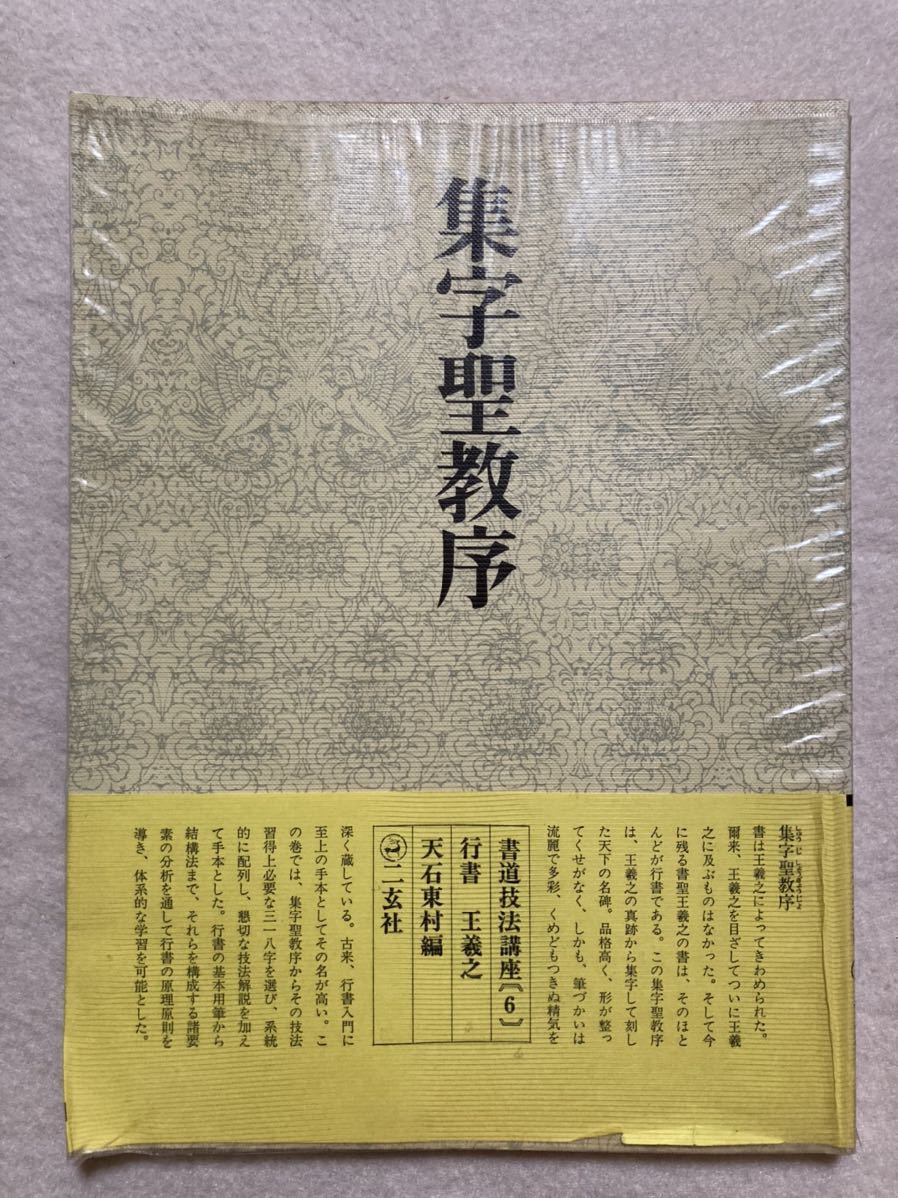 集字聖教序
集字聖教序
しゅうじしょうぎょうじょ
書は王羲之によってきわめられた。
爾来、王羲之を目ざしてついに王羲
之に及ぶものはなかった。そして今
に残る書聖王羲之の書は、そのほと
んどが行書である。この集字聖教序
は、王羲之の真跡から集字して刻し
た天下の名碑。品格高く、形が整っ
てくせがなく、しかも、筆づかいは
流麗で多彩、くめどもつきぬ精気を
書道技法講座〔6〕
行書 王羲之
天石東村編
二玄社
深く蔵している。古来、行書入門に
至上の手本としてその名が高い。こ
の巻では、集字聖教序からその技法
習得上必要な三一八字を選び、系統
的に配列し、懇切な技法解説を加え
て手本とした。行書の基本用筆から
結構法まで、それらを構成する諸要
素の分析を通して行書の原理原則を
導き、体系的な学習を可能とした。